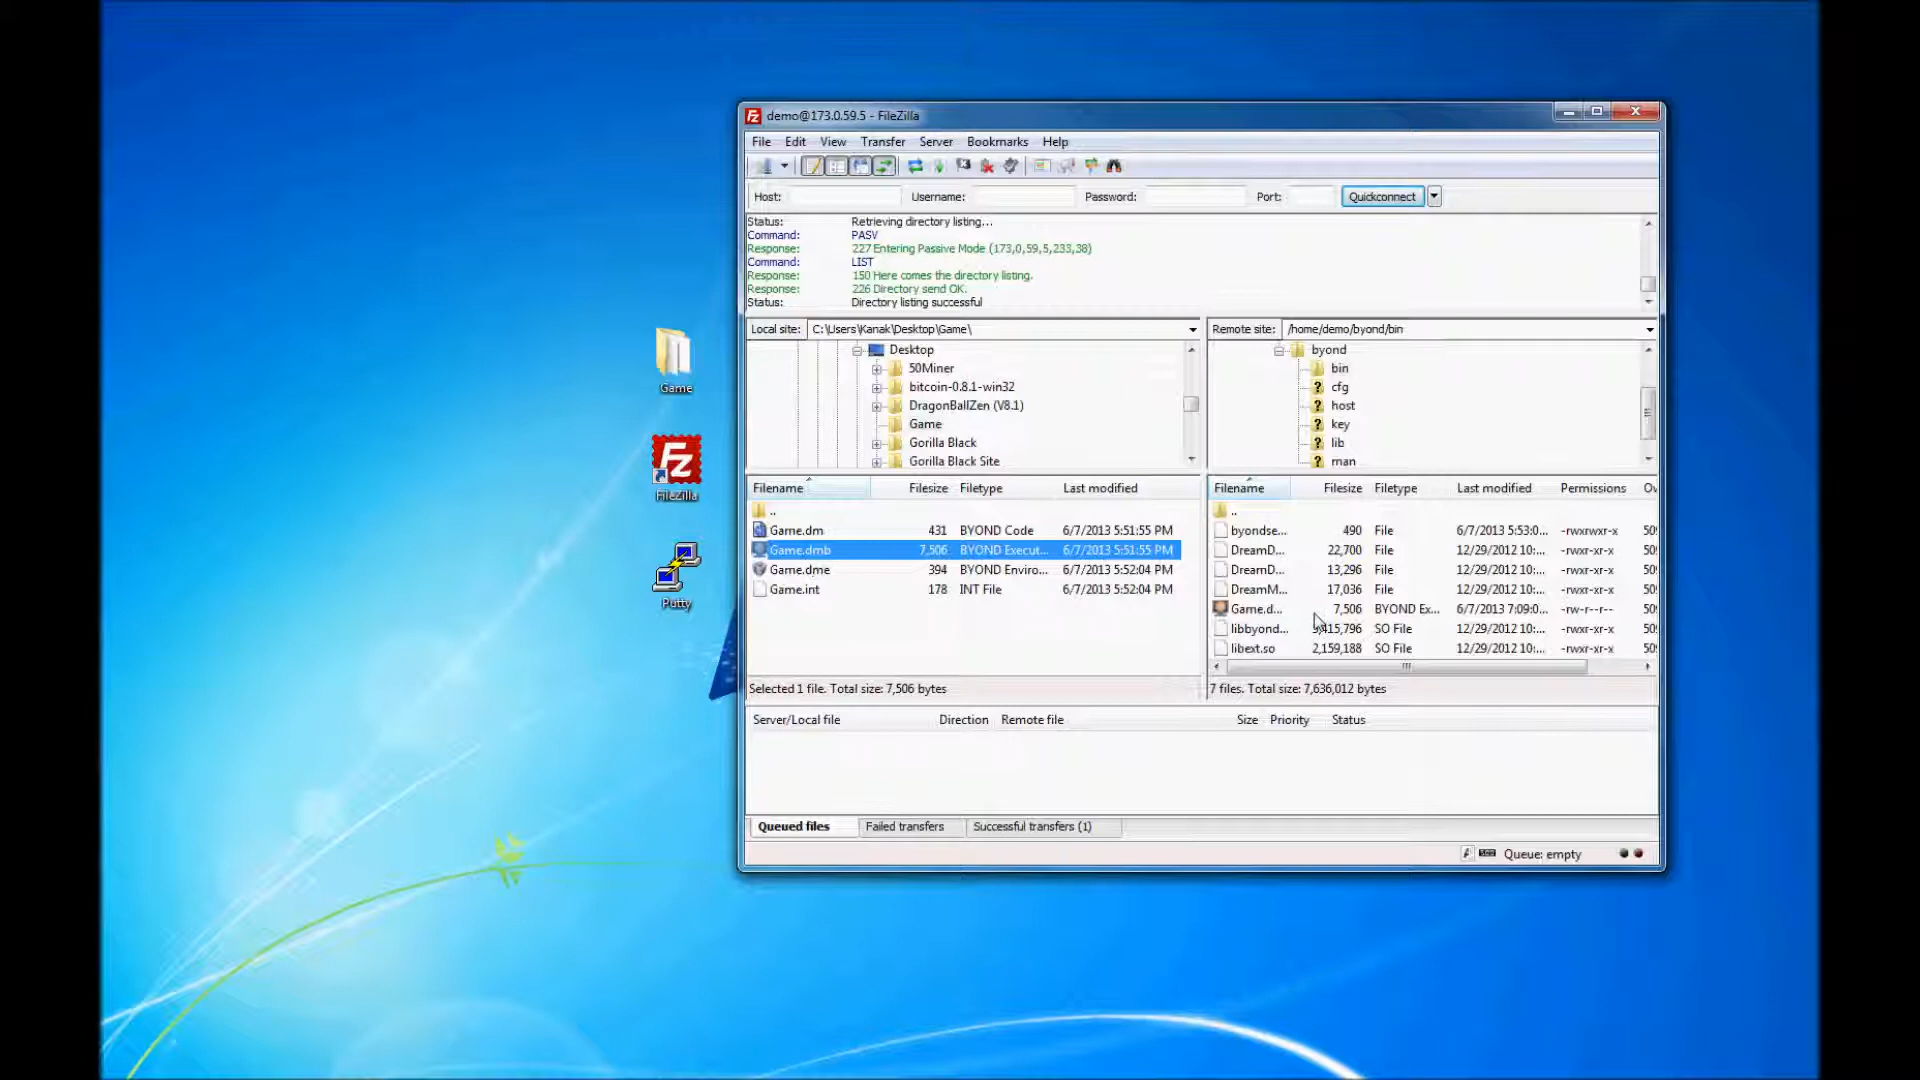 demo@173.0.59.5 - FileZilla
File Edit View Transfer Server Bookmarks Help
Host: Username: Password: Port: Quickconnect
Status: Retrieving directory listing...
Command: PASV
Response: 227 Entering Passive Mode (173,0,59,5,233,38)
Command: LIST
Response: 150 Here comes the directory listing.
Response: 226 Directory send OK.
Status: Directory listing successful
Local site: C:\Users\Kanak\Desktop\Game\
Desktop
50Miner
bitcoin-0.8.1-win32
DragonBallZen (V8.1)
Game
Gorilla Black
Gorilla Black Site
Remote site: /home/demo/byond/bin
byond
bin
cfg
host
key
lib
man
Filename Filesize Filetype Last modified
..
Game.dm 431 BYOND Code 6/7/2013 5:51:55 PM
Game.dmb 7,506 BYOND Execut... 6/7/2013 5:51:55 PM
Game.dme 394 BYOND Enviro... 6/7/2013 5:52:04 PM
Game.int 178 INT File 6/7/2013 5:52:04 PM
Selected 1 file. Total size: 7,506 bytes
Filename Filesize Filetype Last modified Permissions
..
byondse... 490 File 6/7/2013 5:53:0... -rwxrwxr-x
DreamD... 22,700 File 12/29/2012 10:... -rwxr-xr-x
DreamD... 13,296 File 12/29/2012 10:... -rwxr-xr-x
DreamM... 17,036 File 12/29/2012 10:... -rwxr-xr-x
Game.d... 7,506 BYOND Ex... 6/7/2013 7:09:0... -rw-r--r--
libbyond... SO File 12/29/2012 10:... -rwxr-xr-x
libext.so 2,159,188 SO File 12/29/2012 10:... -rwxr-xr-x
7 files. Total size: 7,636,012 bytes
Server/Local file Direction Remote file Size Priority Status
Queued files Failed transfers Successful transfers (1)
Queue: empty
Game
FileZilla
Putty